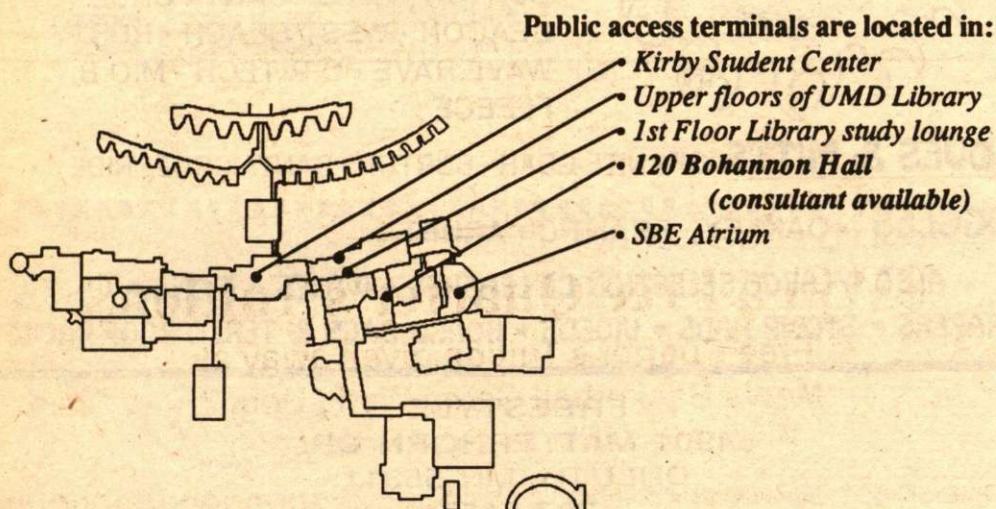 Public access terminals are located in:
• Kirby Student Center
• Upper floors of UMD Library
• 1st Floor Library study lounge
• 120 Bohannon Hall
(consultant available)
• SBE Atrium